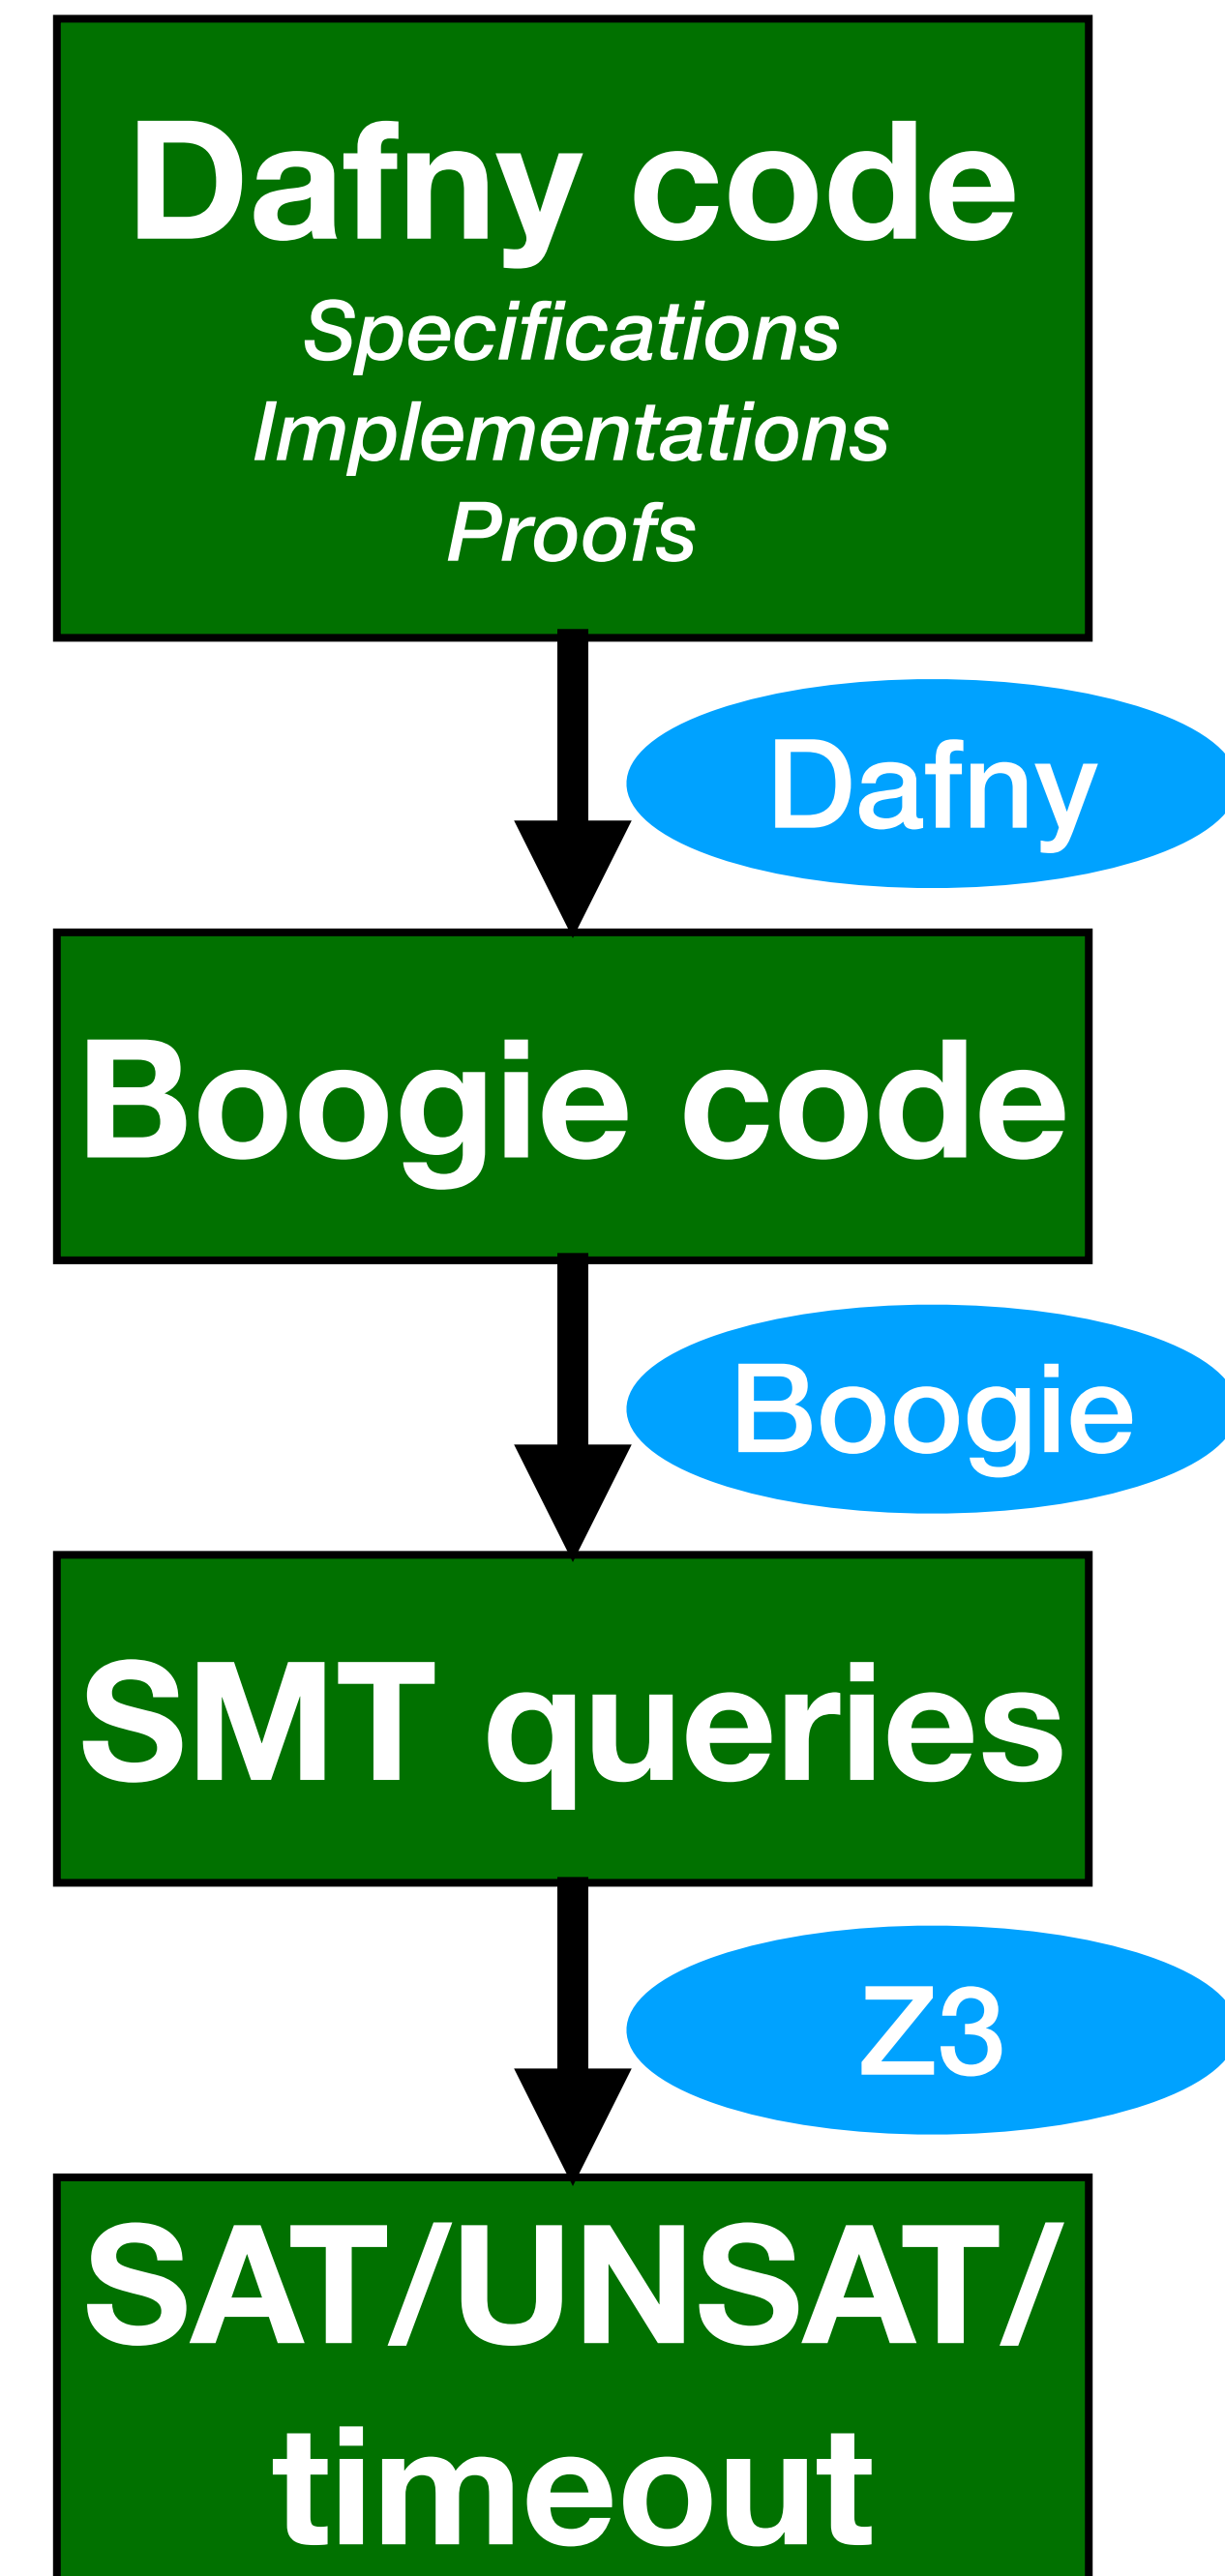 Dafny code
Specifications
Implementations
Proofs
Dafny
Boogie code
Boogie
SMT queries
Z3
SAT/UNSAT/
timeout